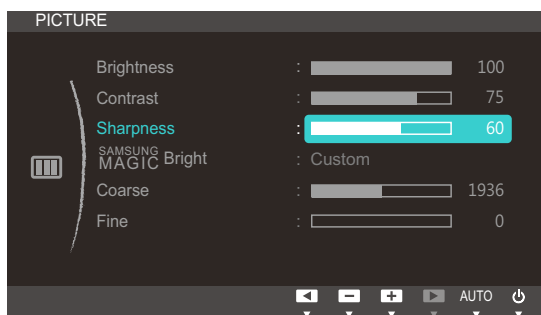 PICTURE
Brightness : 100
Contrast : 75
Sharpness : 60
SAMSUNG MAGIC Bright : Custom
Coarse : 1936
Fine : 0
AUTO